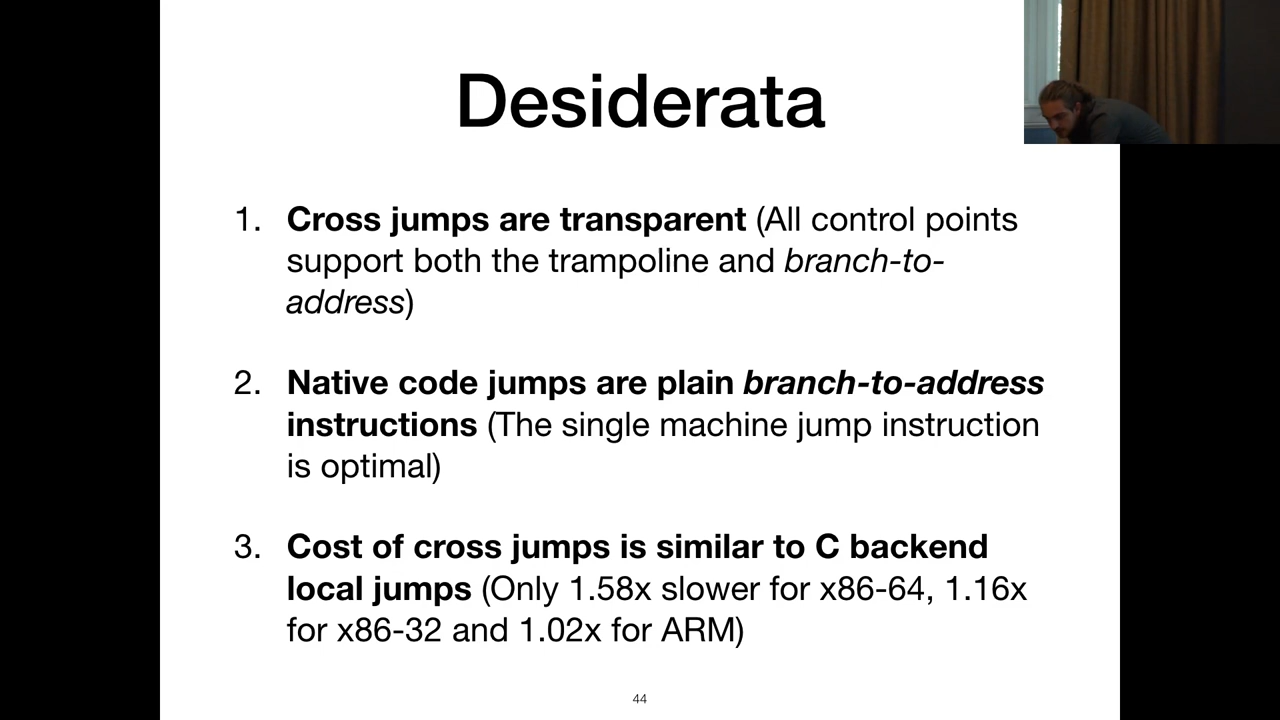 Desiderata
1. Cross jumps are transparent (All control points
support both the trampoline and branch-to-
address)
2. Native code jumps are plain branch-to-address
instructions (The single machine jump instruction
is optimal)
3. Cost of cross jumps is similar to C backend
local jumps (Only 1.58x slower for x86-64, 1.16x
for x86-32 and 1.02x for ARM)
44